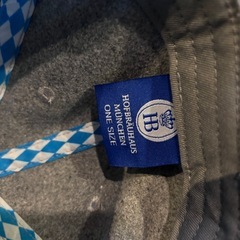 HB
HOFBRÄUHAUS
MÜNCHEN
ONE SIZE